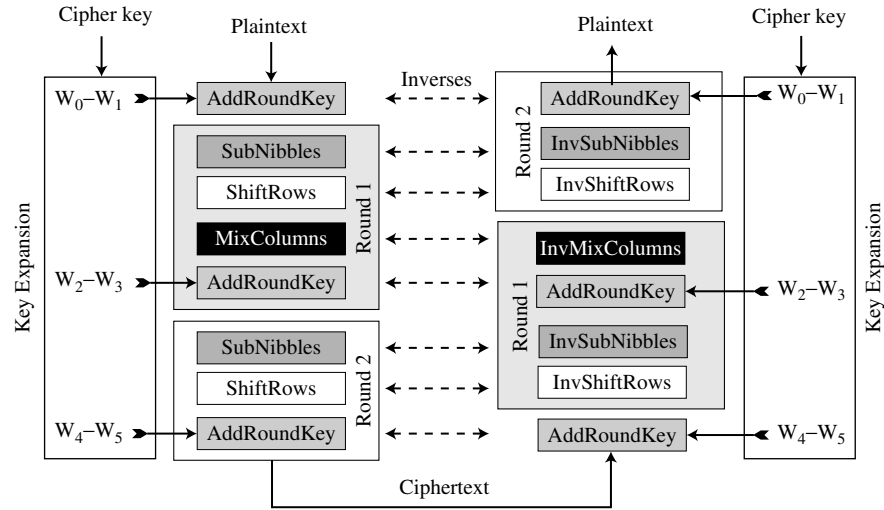 Cipher key
Plaintext
Plaintext
Cipher key
W0–W1
AddRoundKey
Inverses
AddRoundKey
W0–W1
SubNibbles
InvSubNibbles
Round 2
ShiftRows
InvShiftRows
Round 1
MixColumns
InvMixColumns
Key Expansion
W2–W3
AddRoundKey
AddRoundKey
W2–W3
Round 1
Key Expansion
SubNibbles
InvSubNibbles
ShiftRows
InvShiftRows
Round 2
W4–W5
AddRoundKey
AddRoundKey
W4–W5
Ciphertext